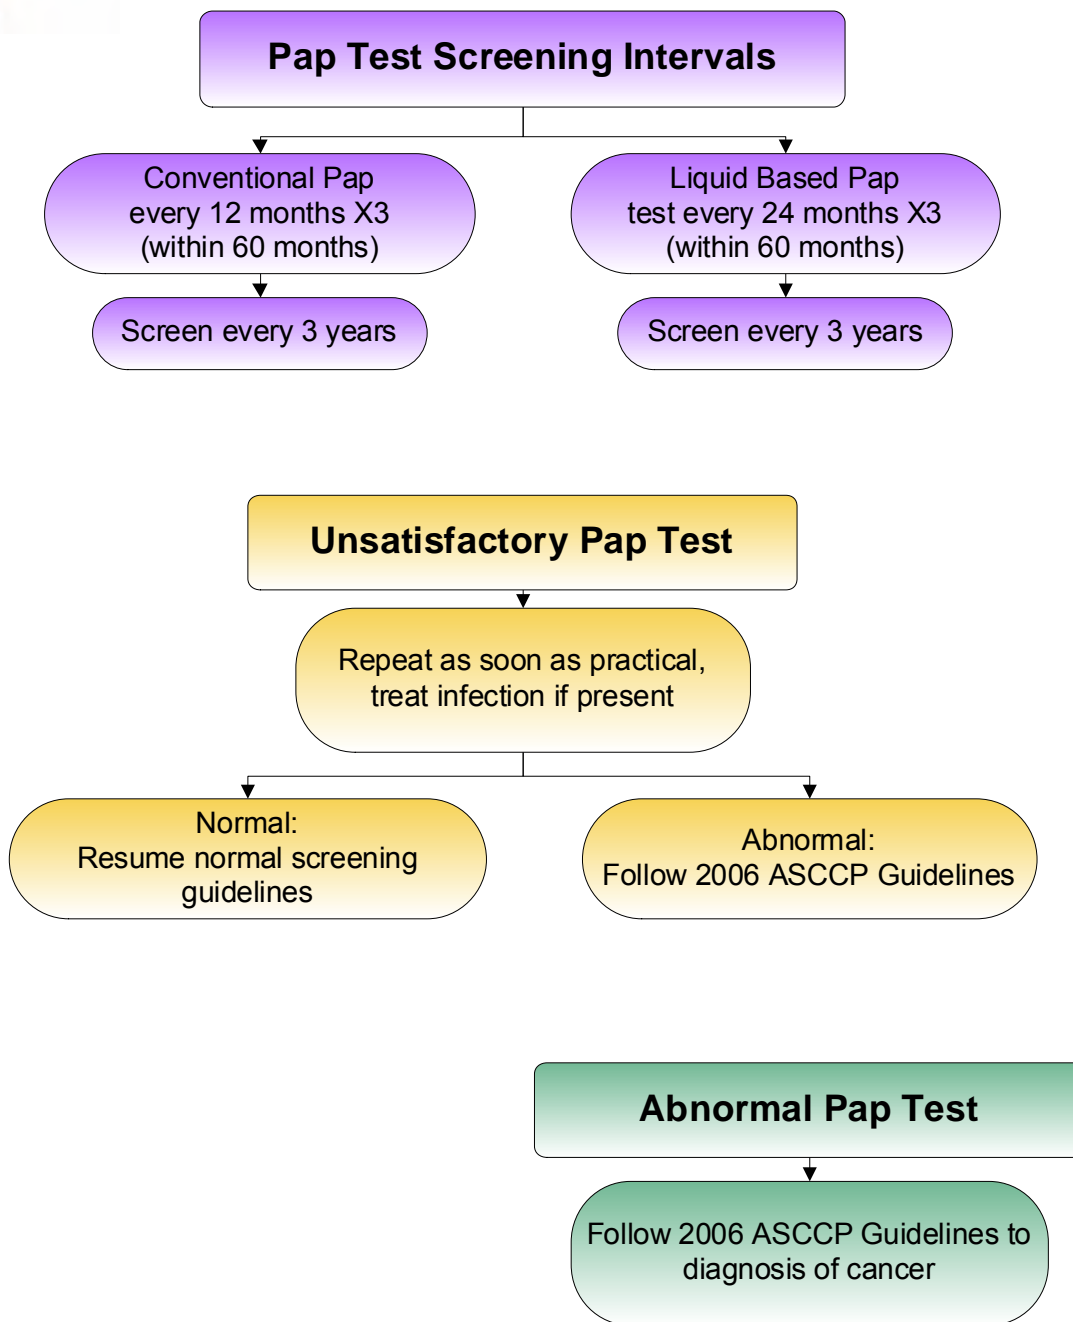 Pap Test Screening Intervals
Conventional Pap
every 12 months X3
(within 60 months)
Liquid Based Pap
test every 24 months X3
(within 60 months)
Screen every 3 years
Screen every 3 years
Unsatisfactory Pap Test
Repeat as soon as practical,
treat infection if present
Normal:
Resume normal screening
guidelines
Abnormal:
Follow 2006 ASCCP Guidelines
Abnormal Pap Test
Follow 2006 ASCCP Guidelines to
diagnosis of cancer